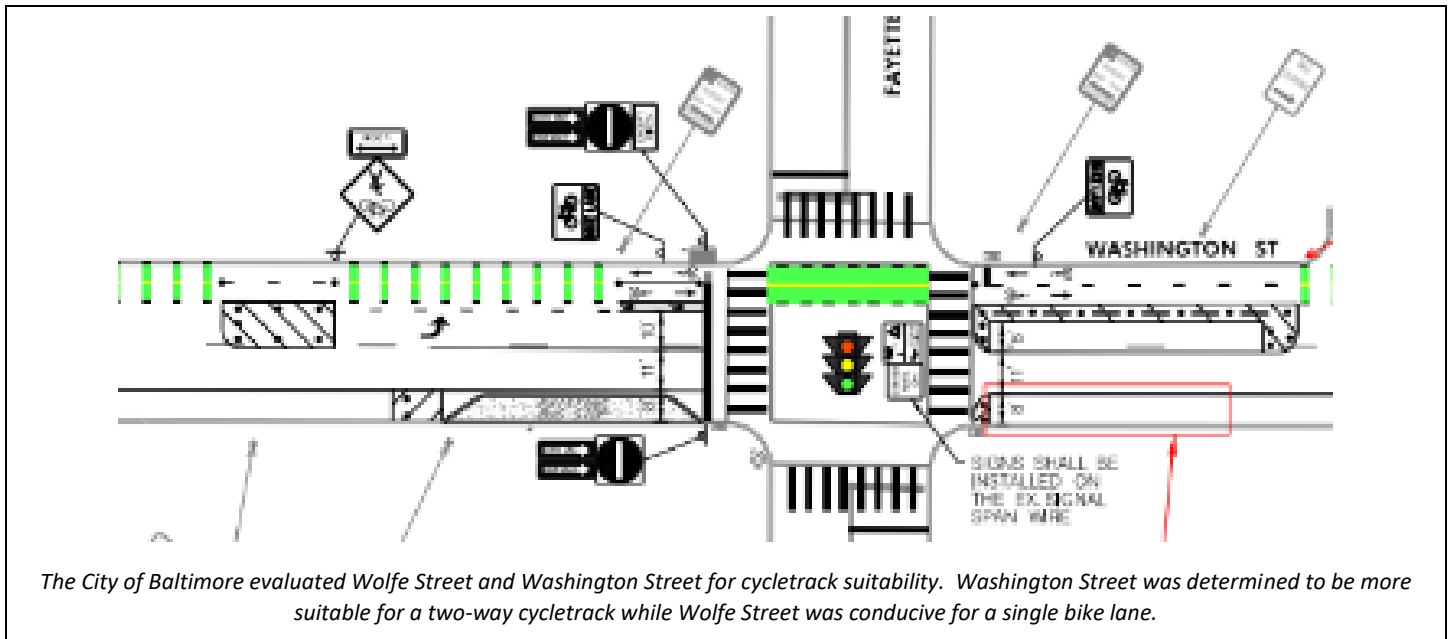 FAYETTE
WASHINGTON ST
SIGNS SHALL BE
INSTALLED ON
THE EX. SIGNAL
SPAN WIRE
The City of Baltimore evaluated Wolfe Street and Washington Street for cycletrack suitability.  Washington Street was determined to be more
suitable for a two-way cycletrack while Wolfe Street was conducive for a single bike lane.